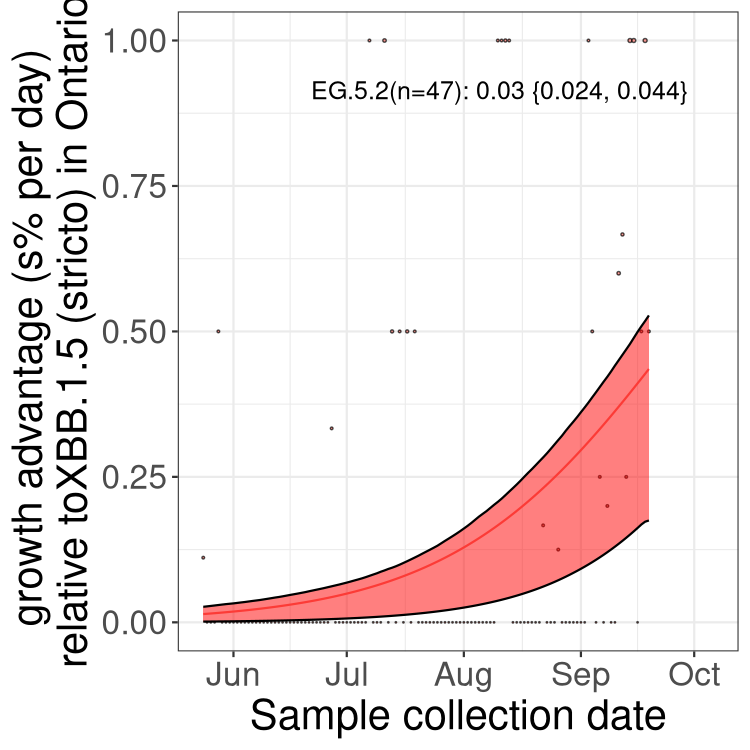 growth advantage (s% per day)
relative toXBB.1.5 (stricto) in Ontario
1.00
0.75
0.50
0.25
0.00
EG.5.2(n=47): 0.03 {0.024, 0.044}
Jun Jul Aug Sep Oct
Sample collection date